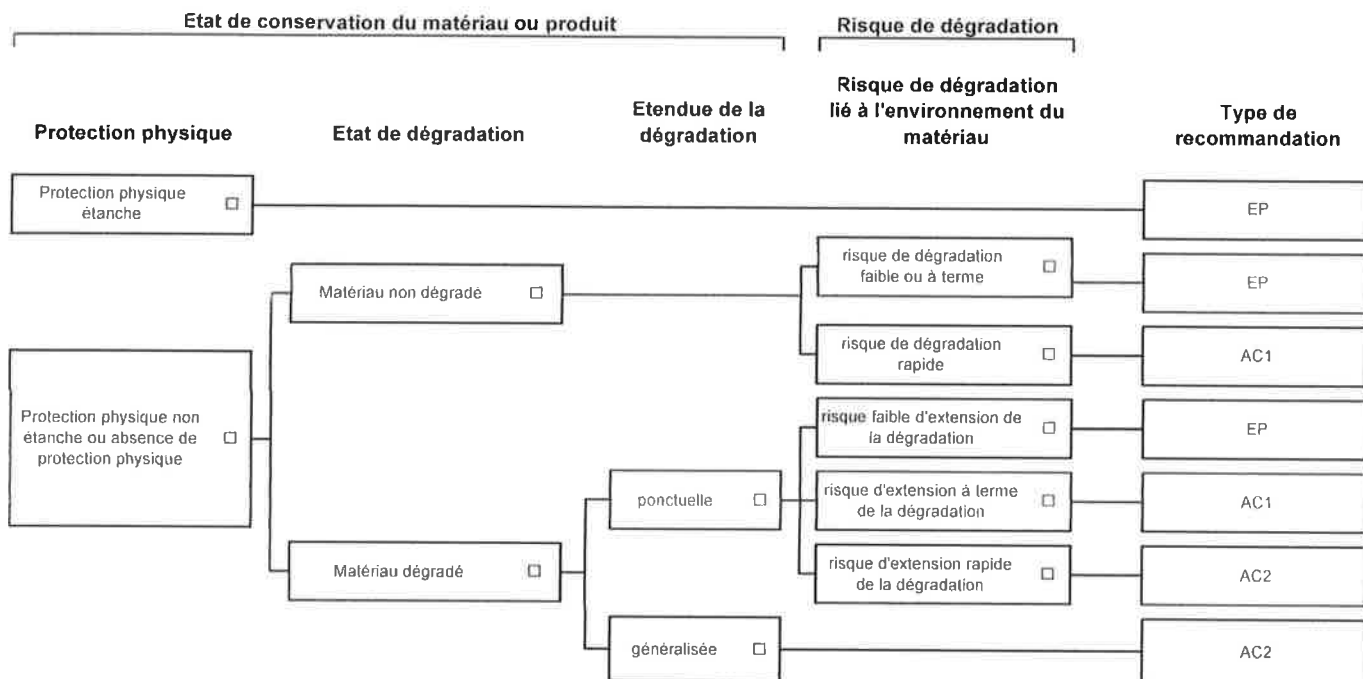 Etat de conservation du matériau ou produit
Risque de dégradation
Protection physique
Etat de dégradation
Etendue de la
dégradation
Risque de dégradation
lié à l'environnement du
matériau
Type de
recommandation
Protection physique
étanche
EP
Matériau non dégradé
risque de dégradation
faible ou à terme
EP
risque de dégradation
rapide
AC1
Protection physique non
étanche ou absence de
protection physique
risque faible d'extension de
la dégradation
EP
ponctuelle
risque d'extension à terme
de la dégradation
AC1
Matériau dégradé
risque d'extension rapide
de la dégradation
AC2
généralisée
AC2